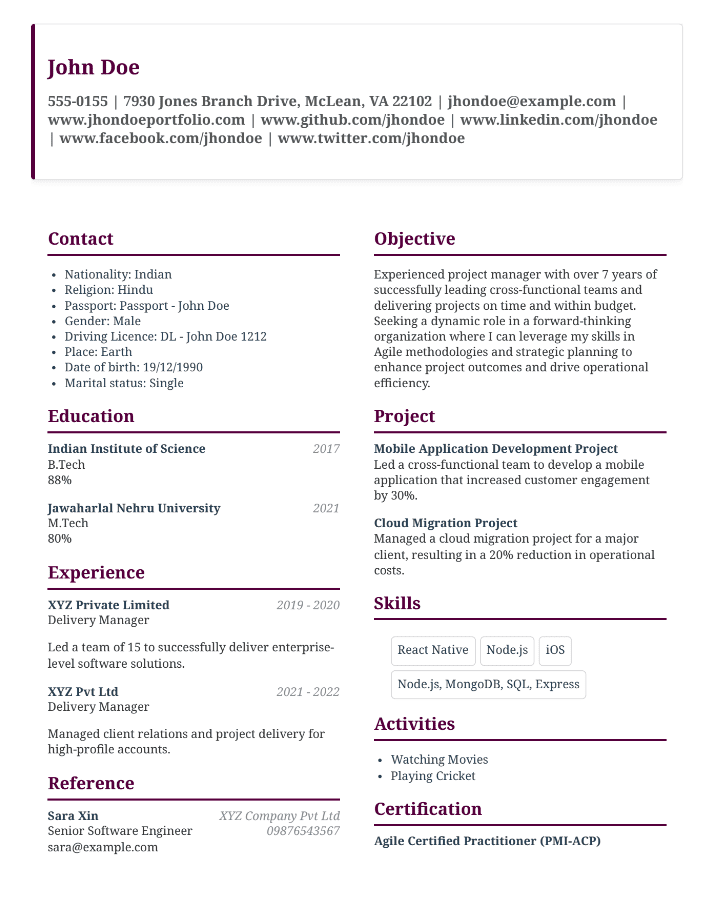 John Doe
555-0155 | 7930 Jones Branch Drive, McLean, VA 22102 | jhondoe@example.com |
www.jhondoeportfolio.com | www.github.com/jhondoe | www.linkedin.com/jhondoe
| www.facebook.com/jhondoe | www.twitter.com/jhondoe
Contact
• Nationality: Indian
• Religion: Hindu
• Passport: Passport - John Doe
• Gender: Male
• Driving Licence: DL - John Doe 1212
• Place: Earth
• Date of birth: 19/12/1990
• Marital status: Single
Education
Indian Institute of Science 2017
B.Tech
88%
Jawaharlal Nehru University 2021
M.Tech
80%
Experience
XYZ Private Limited 2019 - 2020
Delivery Manager
Led a team of 15 to successfully deliver enterprise-
level software solutions.
XYZ Pvt Ltd 2021 - 2022
Delivery Manager
Managed client relations and project delivery for
high-profile accounts.
Reference
Sara Xin XYZ Company Pvt Ltd
Senior Software Engineer 09876543567
sara@example.com
Objective
Experienced project manager with over 7 years of
successfully leading cross-functional teams and
delivering projects on time and within budget.
Seeking a dynamic role in a forward-thinking
organization where I can leverage my skills in
Agile methodologies and strategic planning to
enhance project outcomes and drive operational
efficiency.
Project
Mobile Application Development Project
Led a cross-functional team to develop a mobile
application that increased customer engagement
by 30%.
Cloud Migration Project
Managed a cloud migration project for a major
client, resulting in a 20% reduction in operational
costs.
Skills
React Native Node.js iOS
Node.js, MongoDB, SQL, Express
Activities
• Watching Movies
• Playing Cricket
Certification
Agile Certified Practitioner (PMI-ACP)